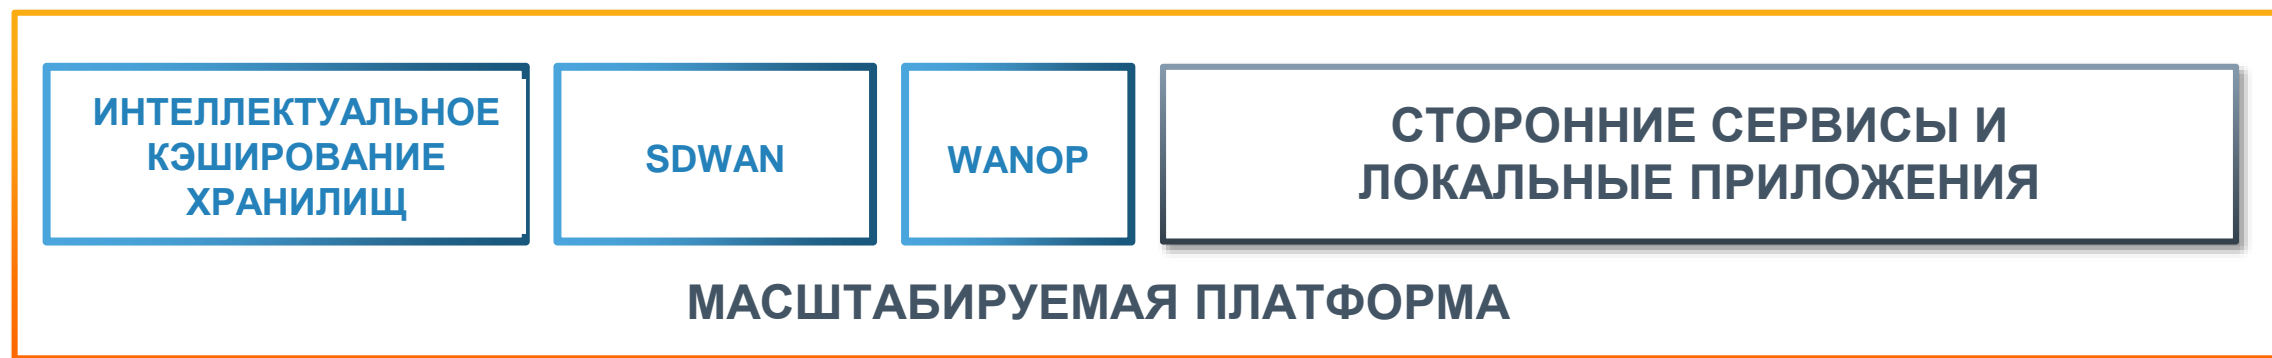 ИНТЕЛЛЕКТУАЛЬНОЕ
КЭШИРОВАНИЕ
ХРАНИЛИЩ
SDWAN
WANOP
СТОРОННИЕ СЕРВИСЫ И
ЛОКАЛЬНЫЕ ПРИЛОЖЕНИЯ
МАСШТАБИРУЕМАЯ ПЛАТФОРМА